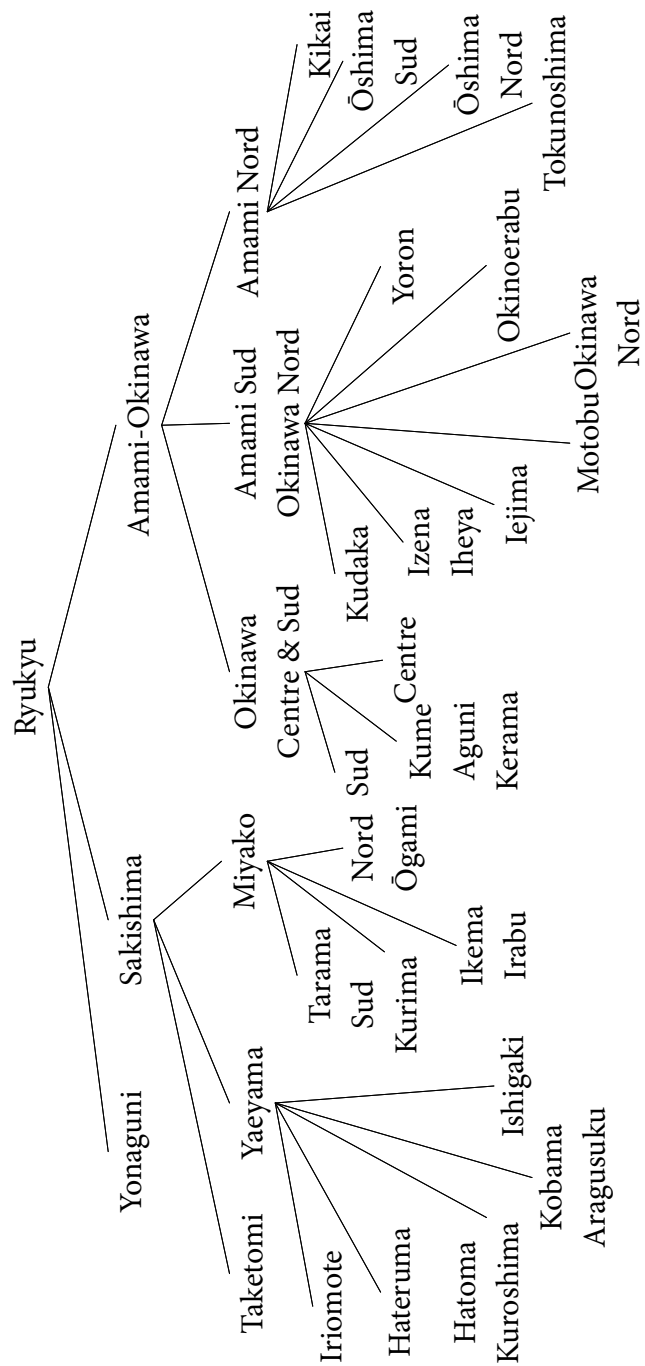 Ryukyu
Yonaguni
Sakishima
Amami-Okinawa
Taketomi
Yaeyama
Miyako
Okinawa
Centre & Sud
Amami Sud
Okinawa Nord
Amami Nord
Iriomote
Hateruma
Hatoma
Kuroshima
Kobama
Aragusuku
Ishigaki
Tarama
Sud
Kurima
Ikema
Irabu
Nord
Ōgami
Sud
Kume
Aguni
Kerama
Centre
Kudaka
Izena
Iheya
Iejima
Motobu
Okinawa
Nord
Okinoerabu
Yoron
Kikai
Ōshima
Sud
Ōshima
Nord
Tokunoshima